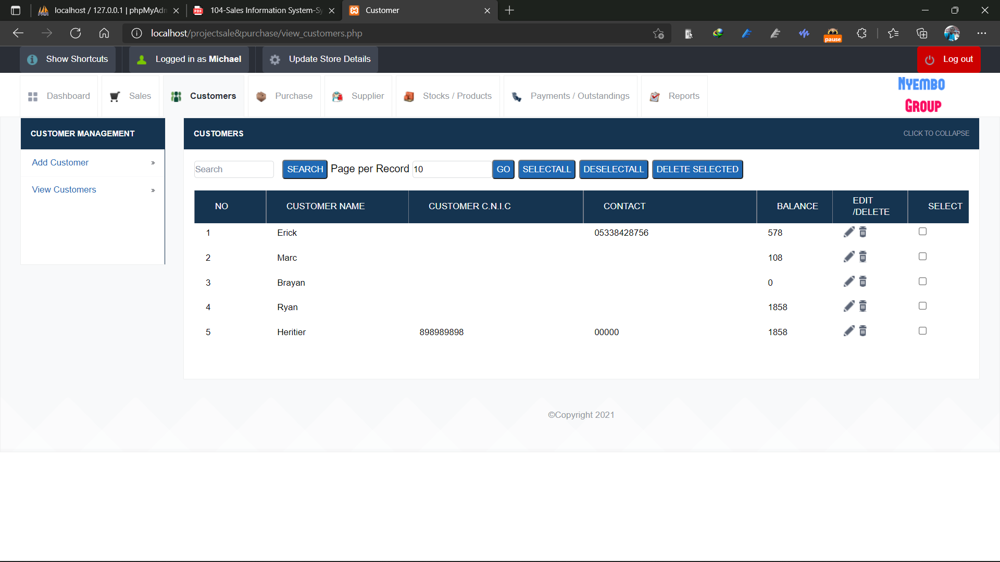 localhost / 127.0.0.1 | phpMyAdm
104-Sales Information System-Sy
Customer
localhost/projectsale&purchase/view_customers.php
pause
Show Shortcuts
Logged in as Michael
Update Store Details
Log out
Dashboard
Sales
Customers
Purchase
Supplier
Stocks / Products
Payments / Outstandings
Reports
Nyembo
Group
CUSTOMER MANAGEMENT
Add Customer »
View Customers »
CUSTOMERS CLICK TO COLLAPSE
Search SEARCH Page per Record 10 GO SELECTALL DESELECTALL DELETE SELECTED
NO CUSTOMER NAME CUSTOMER C.N.I.C CONTACT BALANCE EDIT /DELETE SELECT
1 Erick 05338428756 578
2 Marc 108
3 Brayan 0
4 Ryan 1858
5 Heritier 898989898 00000 1858
©Copyright 2021